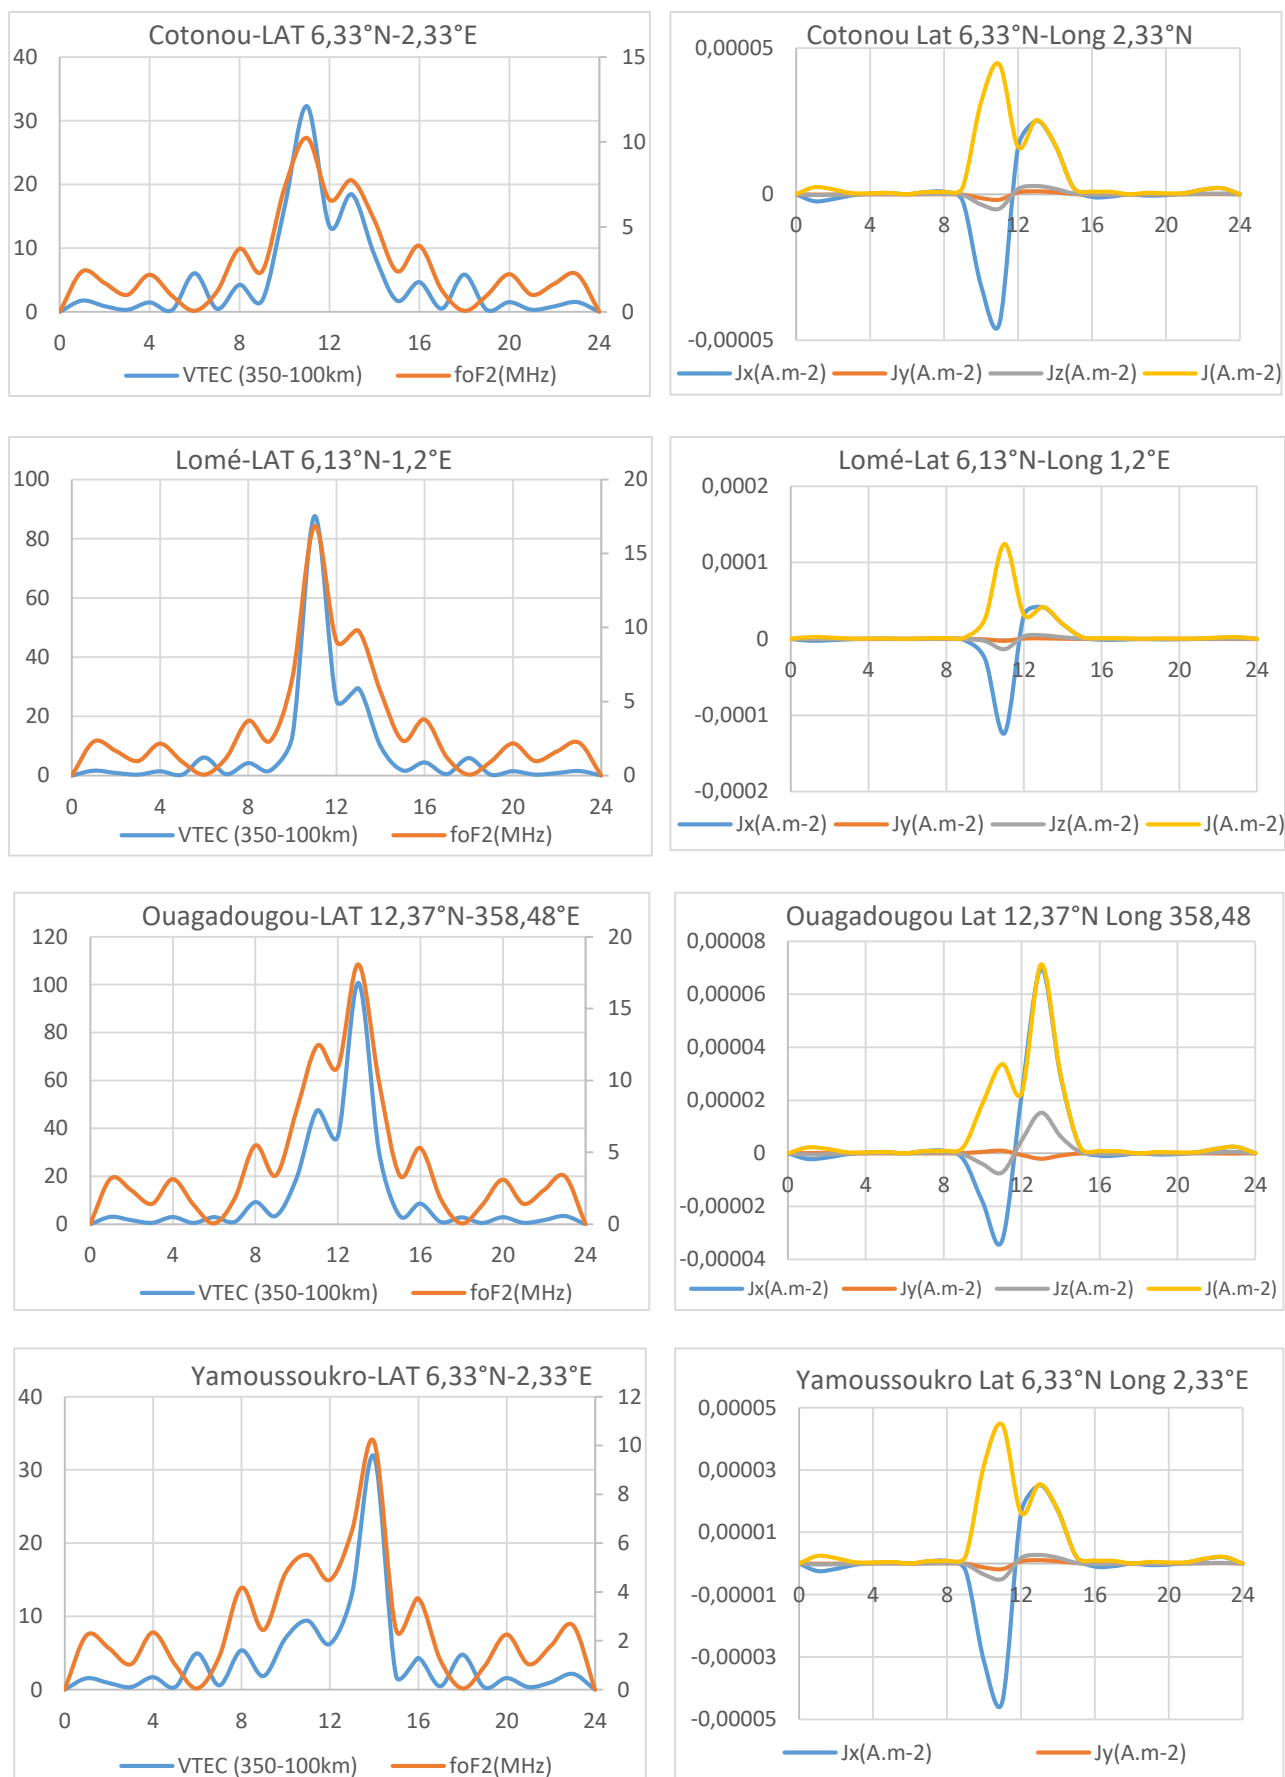 Cotonou-LAT 6,33°N-2,33°E
40
30
20
10
0
15
10
5
0
0 4 8 12 16 20 24
VTEC (350-100km) foF2(MHz)
Cotonou Lat 6,33°N-Long 2,33°N
0,00005
0
-0,00005
0 4 8 12 16 20 24
Jx(A.m-2) Jy(A.m-2) Jz(A.m-2) J(A.m-2)
Lomé-LAT 6,13°N-1,2°E
100
80
60
40
20
0
20
15
10
5
0
0 4 8 12 16 20 24
VTEC (350-100km) foF2(MHz)
Lomé-Lat 6,13°N-Long 1,2°E
0,0002
0,0001
0
-0,0001
-0,0002
0 4 8 12 16 20 24
Jx(A.m-2) Jy(A.m-2) Jz(A.m-2) J(A.m-2)
Ouagadougou-LAT 12,37°N-358,48°E
120
100
80
60
40
20
0
20
15
10
5
0
0 4 8 12 16 20 24
VTEC (350-100km) foF2(MHz)
Ouagadougou Lat 12,37°N Long 358,48
0,00008
0,00006
0,00004
0,00002
0
-0,00002
-0,00004
0 4 8 12 16 20 24
Jx(A.m-2) Jy(A.m-2) Jz(A.m-2) J(A.m-2)
Yamoussoukro-LAT 6,33°N-2,33°E
40
30
20
10
0
12
10
8
6
4
2
0
0 4 8 12 16 20 24
VTEC (350-100km) foF2(MHz)
Yamoussoukro Lat 6,33°N Long 2,33°E
0,00005
0,00003
0,00001
-0,00001
-0,00003
-0,00005
0 4 8 12 16 20 24
Jx(A.m-2) Jy(A.m-2)